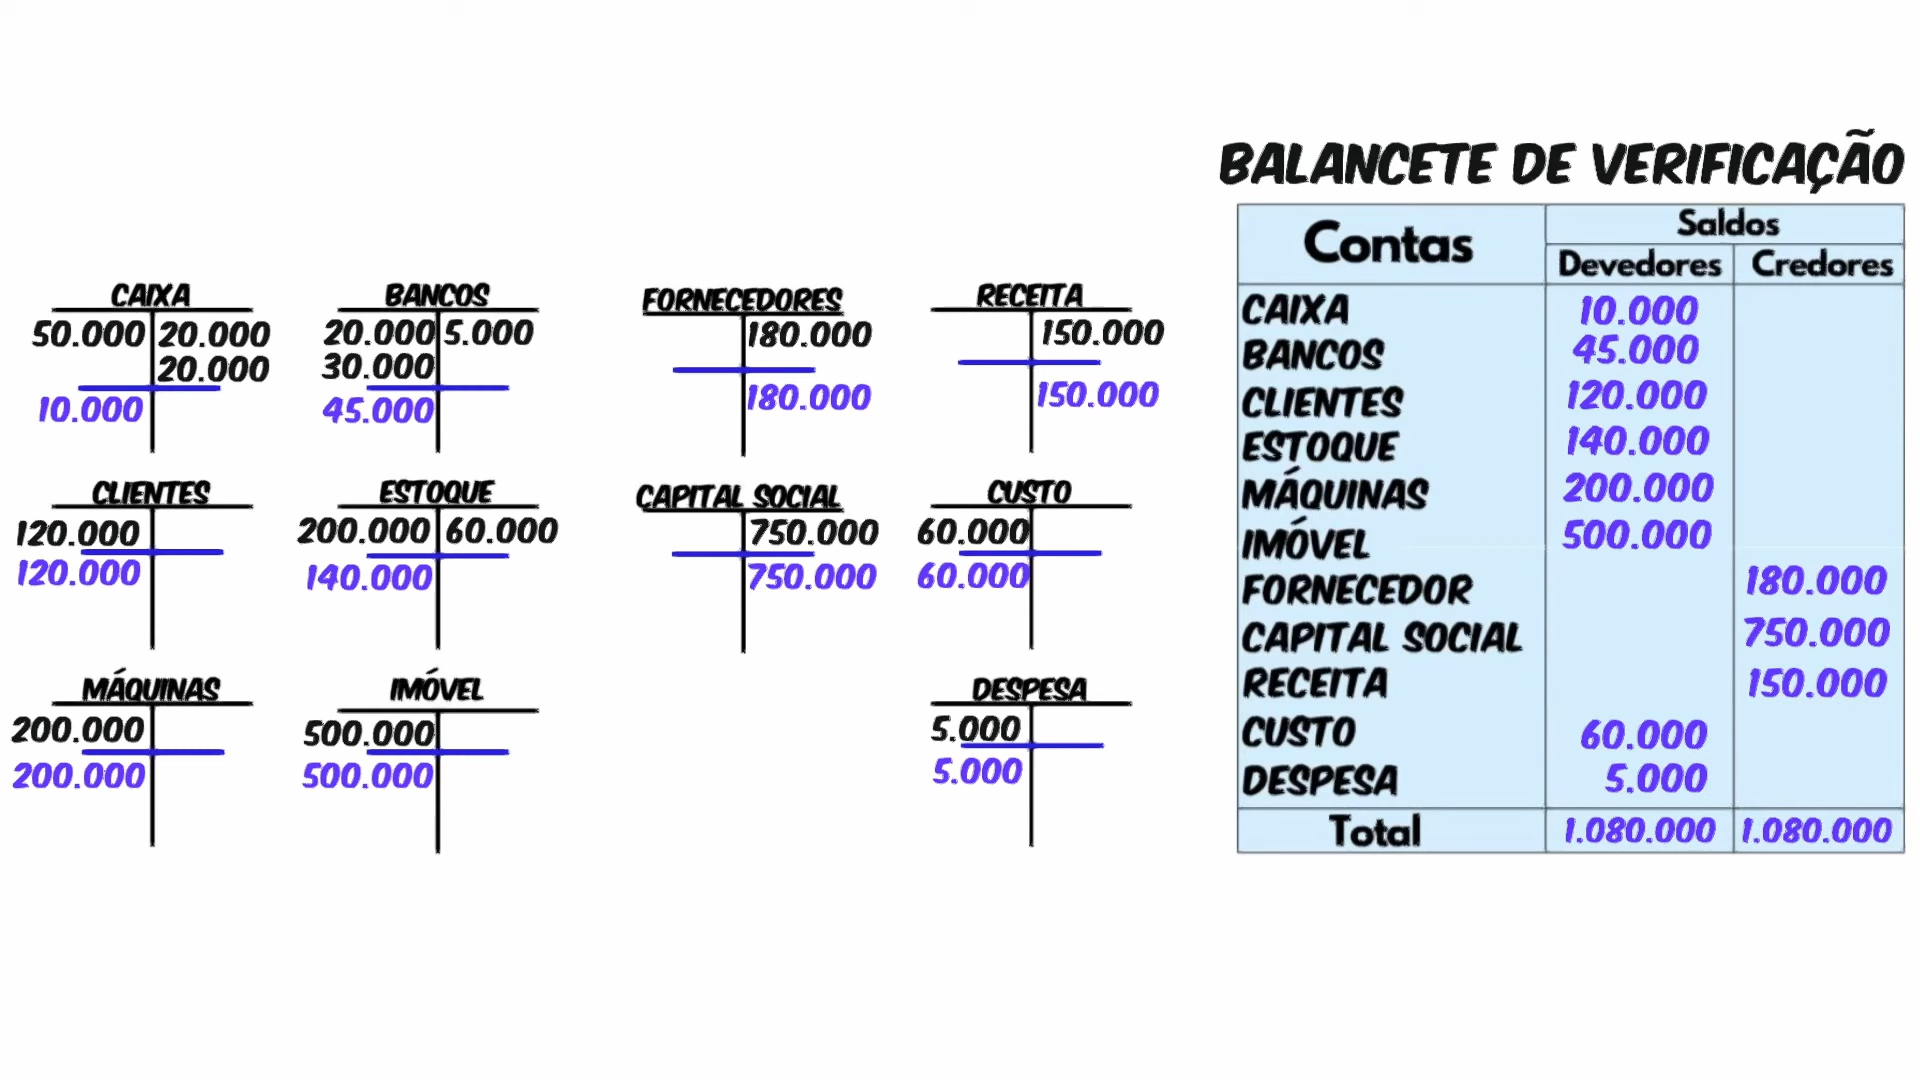 BALANCETE DE VERIFICAÇÃO
Contas
Saldos
Devedores Credores
CAIXA 10.000
BANCOS 45.000
CLIENTES 120.000
ESTOQUE 140.000
MÁQUINAS 200.000
IMÓVEL 500.000
FORNECEDOR 180.000
CAPITAL SOCIAL 750.000
RECEITA 150.000
CUSTO 60.000
DESPESA 5.000
Total 1.080.000 1.080.000
CAIXA
50.000 20.000
20.000
10.000
BANCOS
20.000 5.000
30.000
45.000
FORNECEDORES
180.000
180.000
RECEITA
150.000
150.000
CLIENTES
120.000
120.000
ESTOQUE
200.000 60.000
140.000
CAPITAL SOCIAL
750.000
750.000
CUSTO
60.000
60.000
MÁQUINAS
200.000
200.000
IMÓVEL
500.000
500.000
DESPESA
5.000
5.000